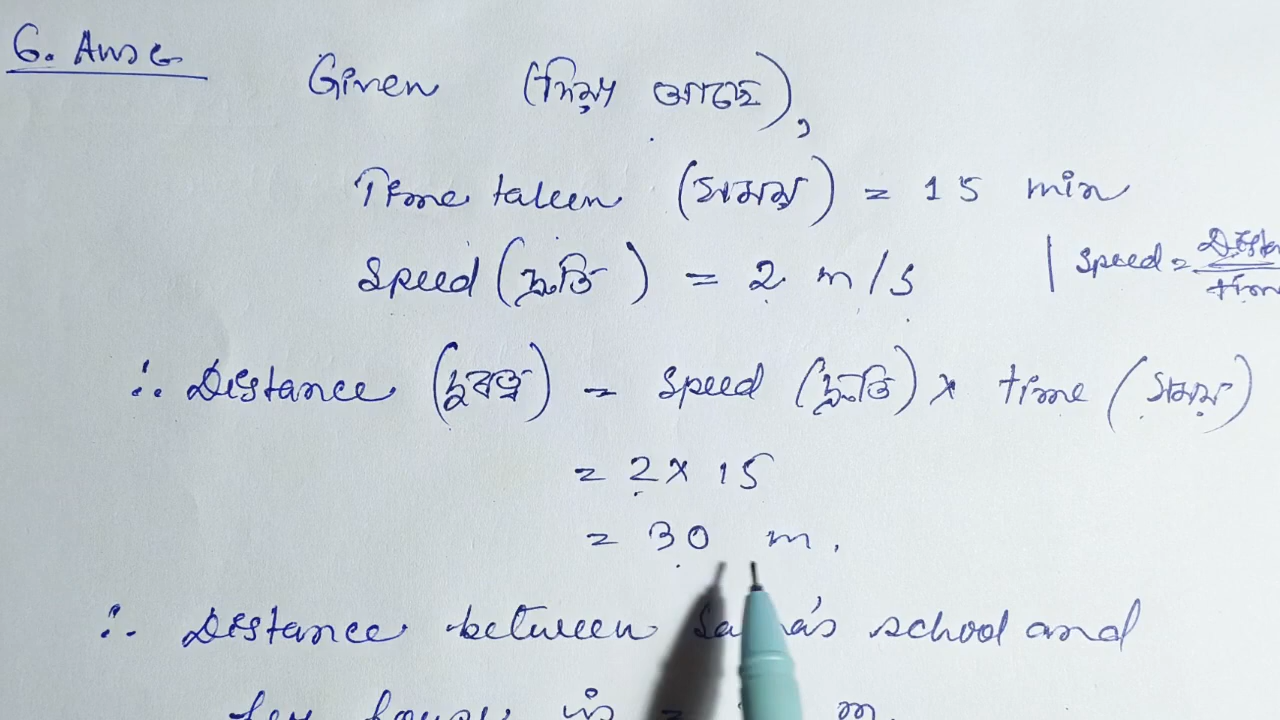 6. Ans
Given (দিয়া আছে),
Time taken (সময়) = 15 min
Speed (দ্ৰুতি) = 2 m/s | Speed =
∴ Distance (দূৰত্ব) = speed (দ্ৰুতি) × time (সময়)
= 2 × 15
= 30 m.
∴ Distance between school and